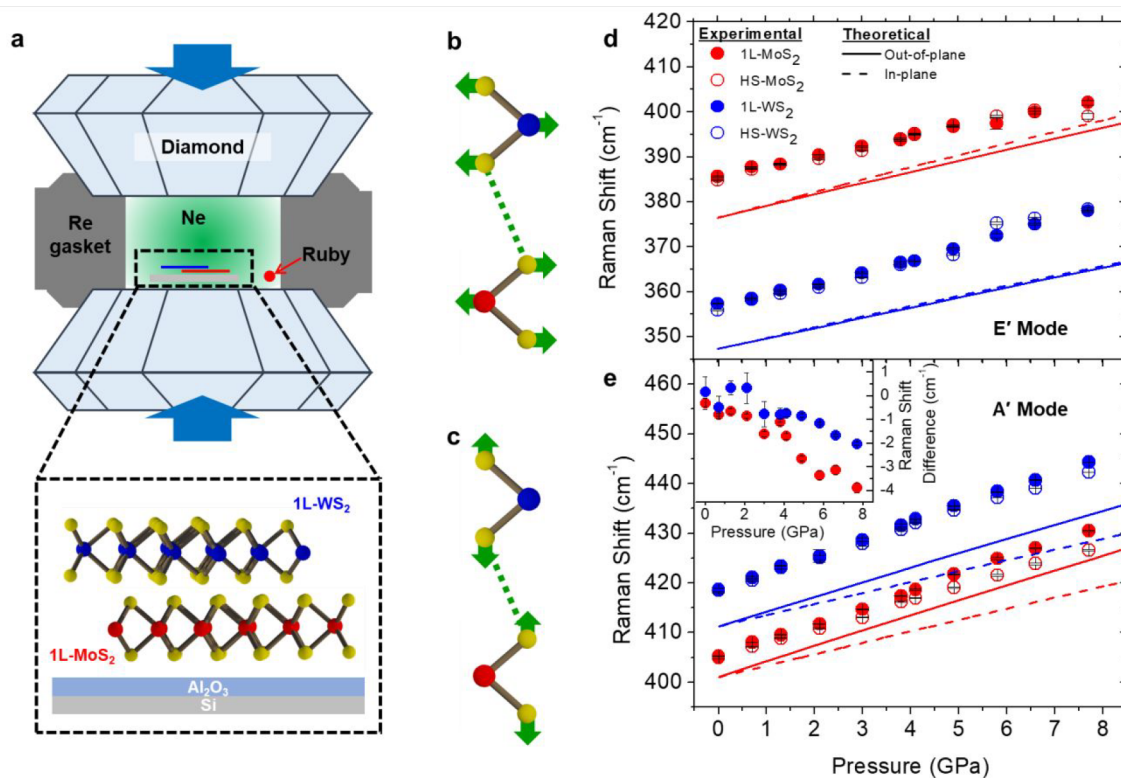 a
Diamond
Re
gasket
Ne
Ruby
1L-WS₂
1L-MoS₂
Al₂O₃
Si
b
c
d
Experimental
1L-MoS₂
HS-MoS₂
1L-WS₂
HS-WS₂
Theoretical
Out-of-plane
In-plane
420
410
400
390
380
370
360
350
Raman Shift (cm⁻¹)
E′ Mode
e
A′ Mode
460
450
440
430
420
410
400
Raman Shift (cm⁻¹)
1
0
-1
-2
-3
-4
Raman Shift
Difference (cm⁻¹)
0 1 2 3 4 5 6 7 8
Pressure (GPa)
0 1 2 3 4 5 6 7 8
Pressure (GPa)